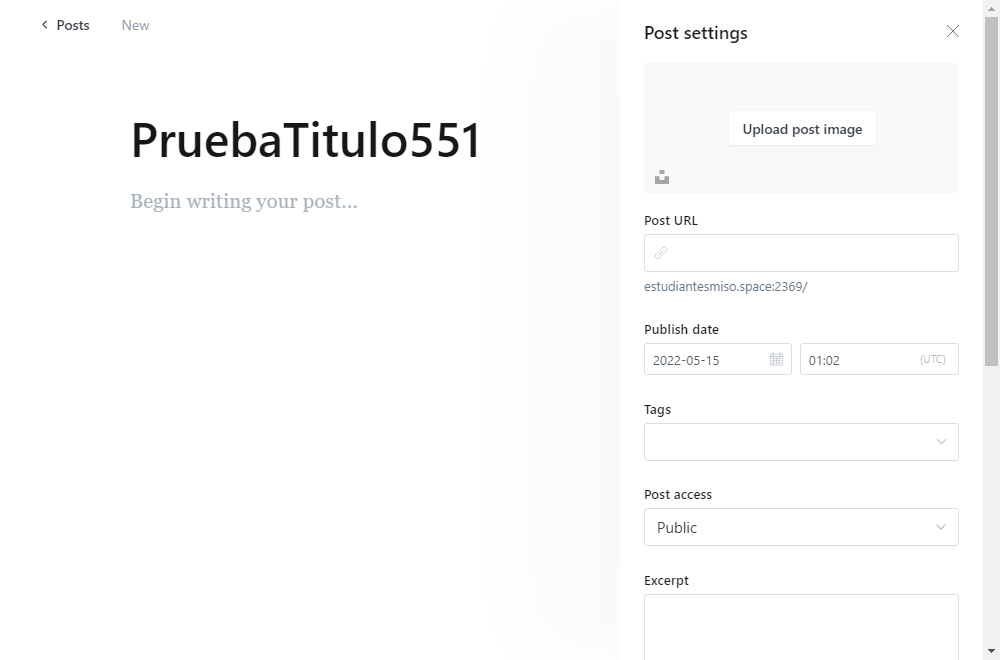 Posts New
Post settings
Upload post image
PruebaTitulo551
Begin writing your post...
Post URL
estudiantesmiso.space:2369/
Publish date
2022-05-15 01:02 (UTC)
Tags
Post access
Public
Excerpt